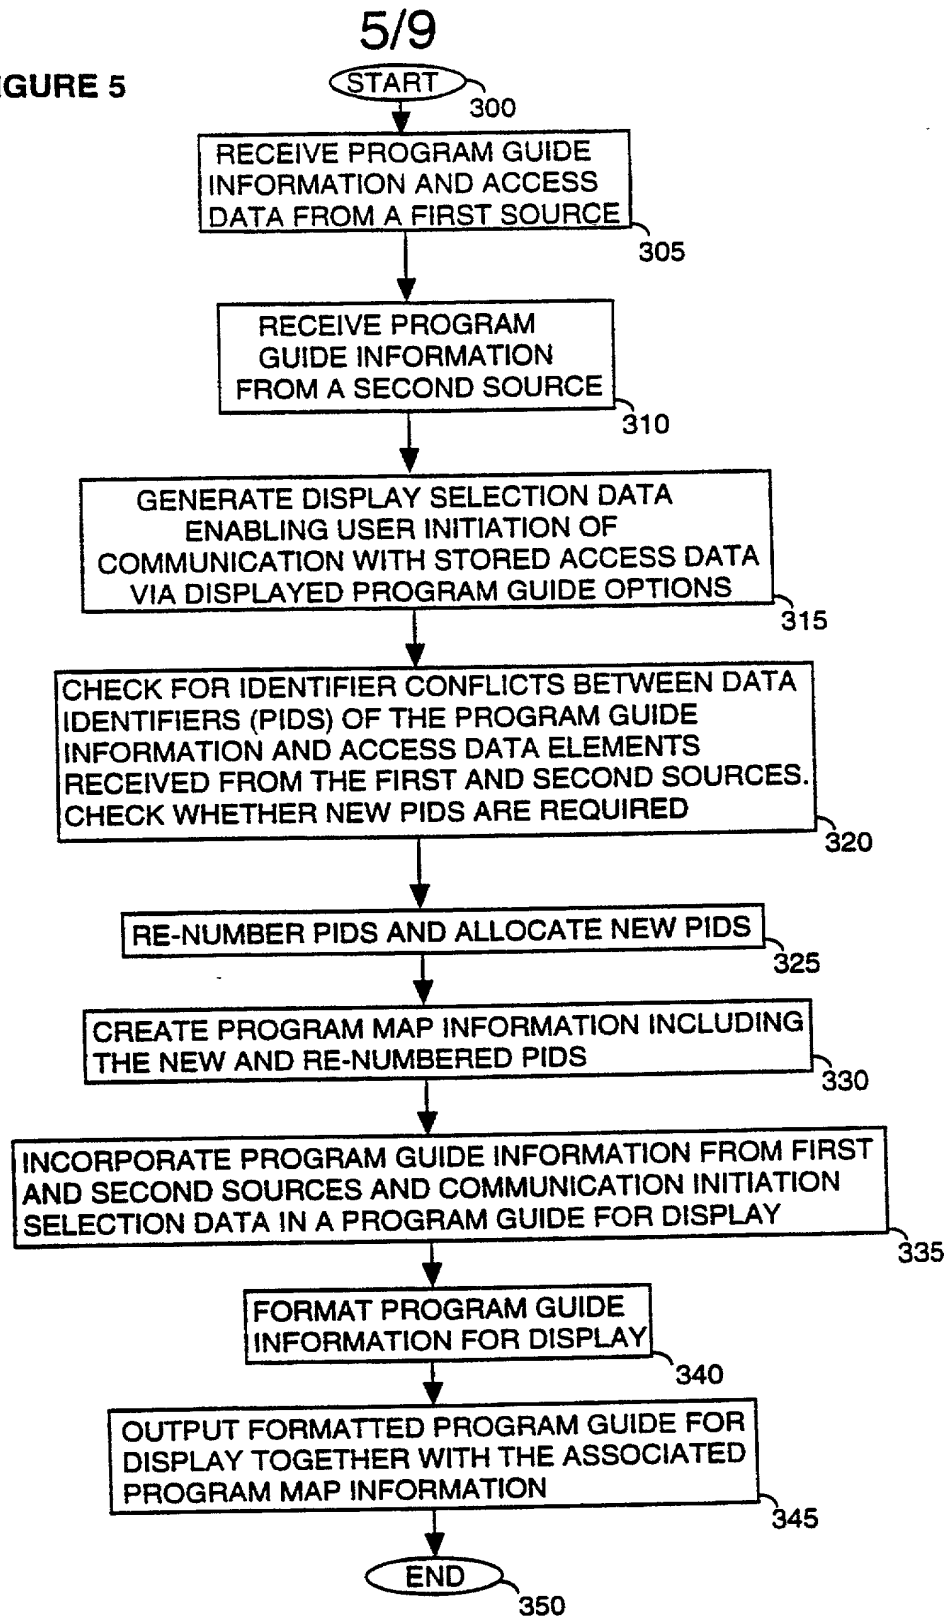 5/9
IGURE 5
START
300
RECEIVE PROGRAM GUIDE
INFORMATION AND ACCESS
DATA FROM A FIRST SOURCE
305
RECEIVE PROGRAM
GUIDE INFORMATION
FROM A SECOND SOURCE
310
GENERATE DISPLAY SELECTION DATA
ENABLING USER INITIATION OF
COMMUNICATION WITH STORED ACCESS DATA
VIA DISPLAYED PROGRAM GUIDE OPTIONS
315
CHECK FOR IDENTIFIER CONFLICTS BETWEEN DATA
IDENTIFIERS (PIDS) OF THE PROGRAM GUIDE
INFORMATION AND ACCESS DATA ELEMENTS
RECEIVED FROM THE FIRST AND SECOND SOURCES.
CHECK WHETHER NEW PIDS ARE REQUIRED
320
RE-NUMBER PIDS AND ALLOCATE NEW PIDS
325
CREATE PROGRAM MAP INFORMATION INCLUDING
THE NEW AND RE-NUMBERED PIDS
330
INCORPORATE PROGRAM GUIDE INFORMATION FROM FIRST
AND SECOND SOURCES AND COMMUNICATION INITIATION
SELECTION DATA IN A PROGRAM GUIDE FOR DISPLAY
335
FORMAT PROGRAM GUIDE
INFORMATION FOR DISPLAY
340
OUTPUT FORMATTED PROGRAM GUIDE FOR
DISPLAY TOGETHER WITH THE ASSOCIATED
PROGRAM MAP INFORMATION
345
END
350